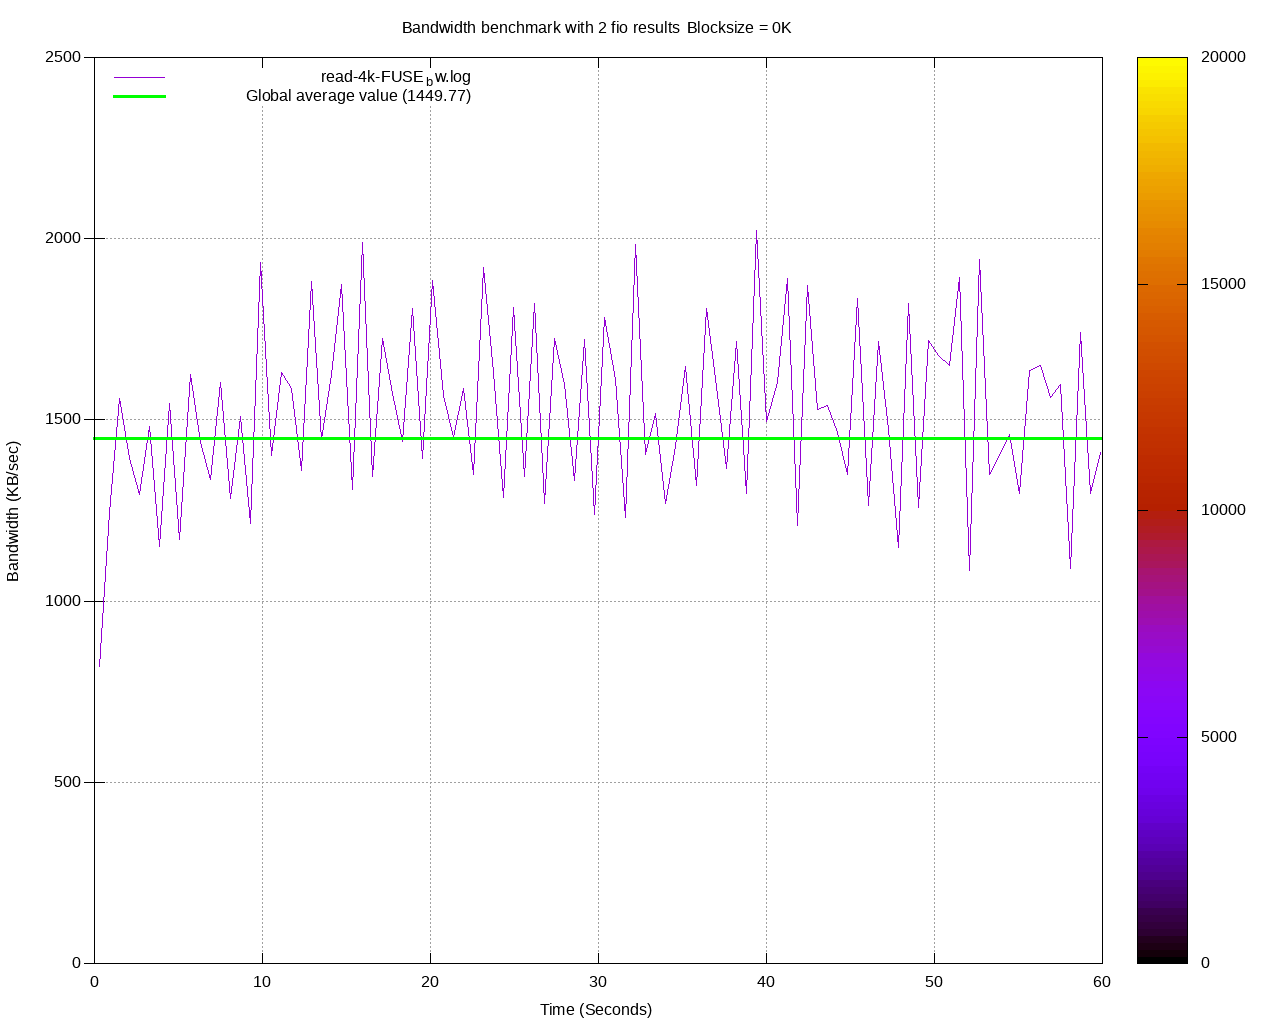 Bandwidth benchmark with 2 fio results Blocksize = 0K
read-4k-FUSE_bw.log
Global average value (1449.77)
2500
2000
1500
1000
500
0
0 10 20 30 40 50 60
Time (Seconds)
Bandwidth (KB/sec)
20000
15000
10000
5000
0